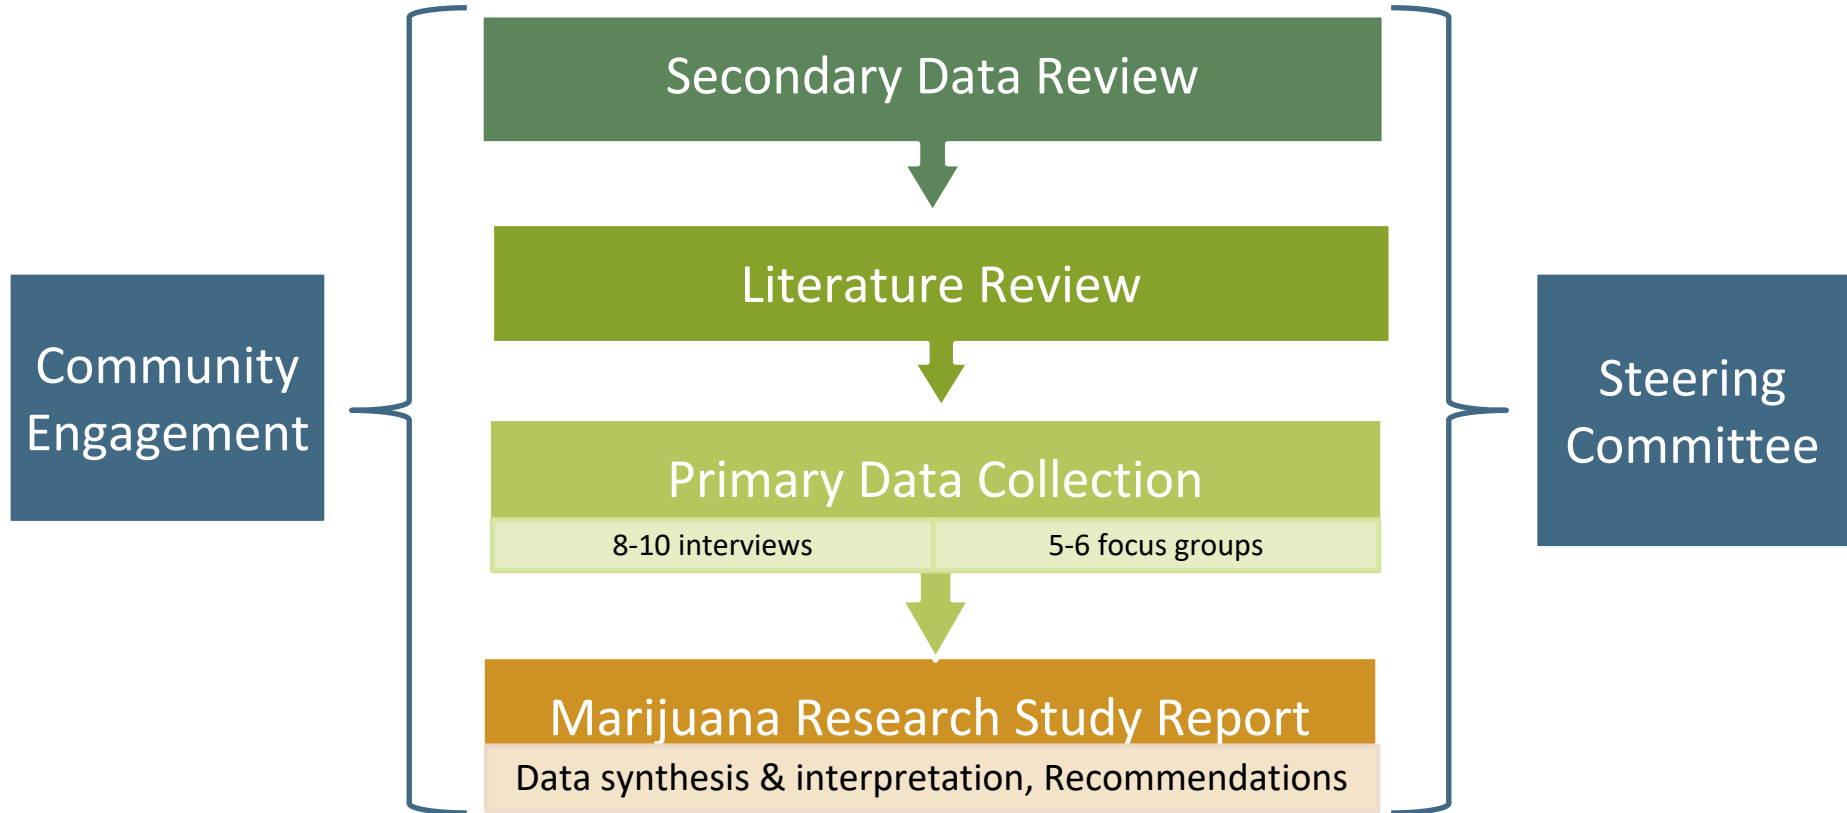 Secondary Data Review
Literature Review
Community
Engagement
Steering
Committee
Primary Data Collection
8-10 interviews
5-6 focus groups
Marijuana Research Study Report
Data synthesis & interpretation, Recommendations